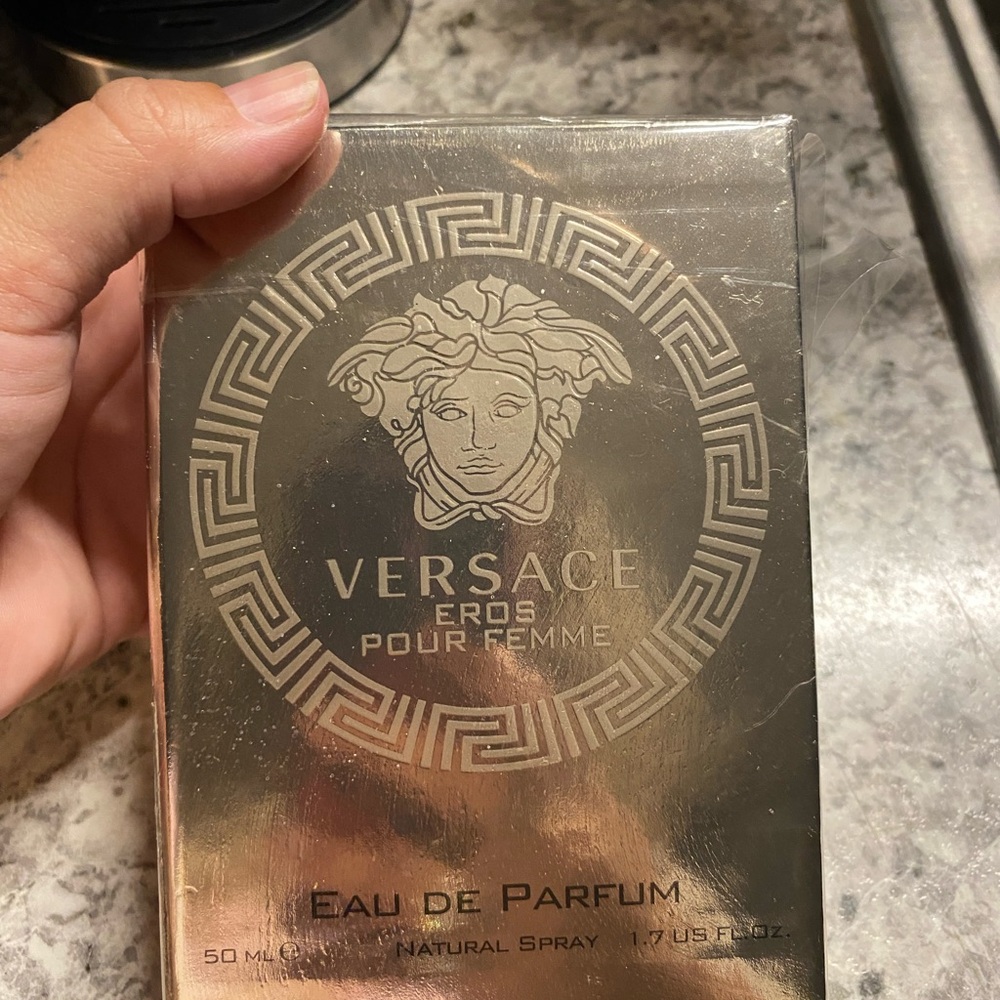 VERSACE
EROS
POUR FEMME
EAU DE PARFUM
50 ML ℮ NATURAL SPRAY 1.7 US FL.OZ.